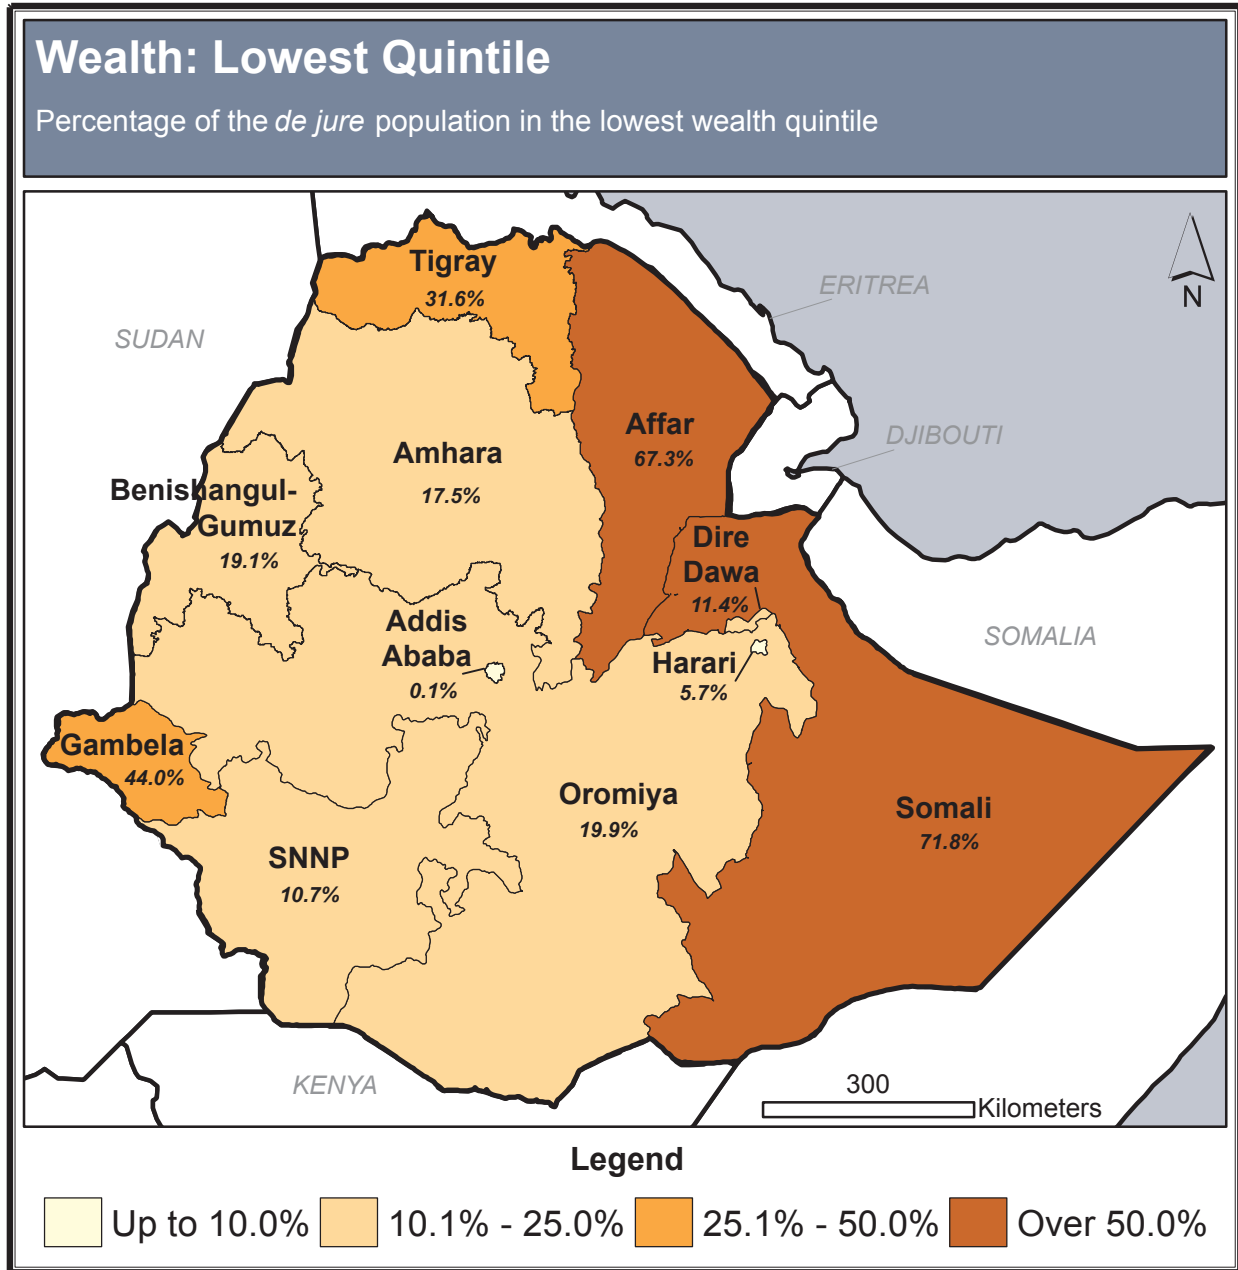 Wealth: Lowest Quintile
Percentage of the de jure population in the lowest wealth quintile
Tigray
31.6%
ERITREA
N
SUDAN
Affar
67.3%
DJIBOUTI
Amhara
17.5%
Benishangul-
Gumuz
19.1%
Dire
Dawa
11.4%
Addis
Ababa
0.1%
SOMALIA
Harari
5.7%
Gambela
44.0%
Oromiya
19.9%
Somali
71.8%
SNNP
10.7%
KENYA
300
Kilometers
Legend
Up to 10.0%
10.1% - 25.0%
25.1% - 50.0%
Over 50.0%